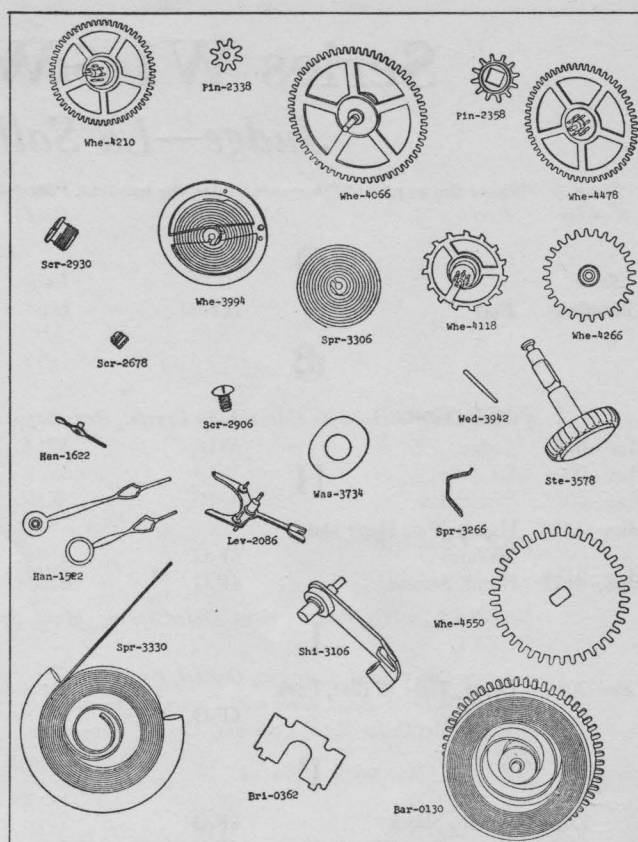 Whe-4210
Pin-2338
Whe-4066
Pin-2358
Whe-4478
Scr-2930
Whe-3994
Spr-3306
Whe-4118
Whe-4266
Scr-2678
Scr-2906
Wed-3942
Ste-3578
Han-1622
Was-3734
Spr-3266
Lev-2086
Han-1522
Spr-3330
Shi-3106
Whe-4550
Bri-0362
Bar-0130